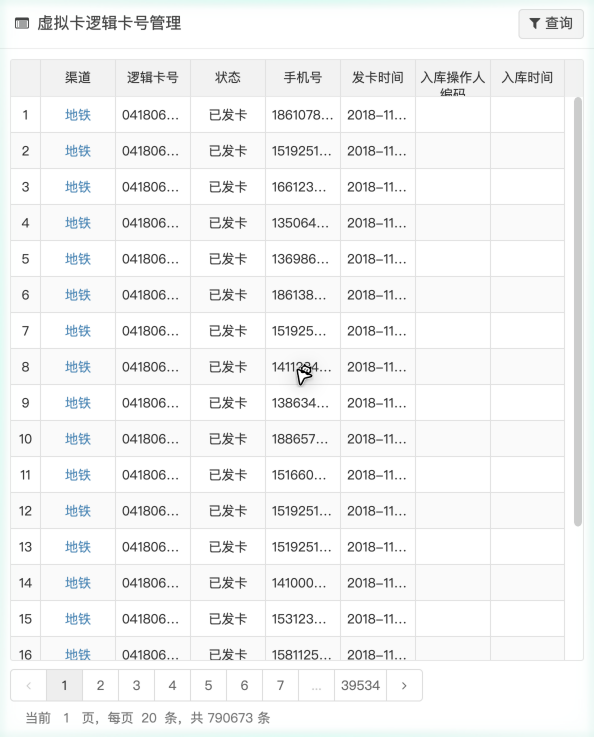 虚拟卡逻辑卡号管理 查询
渠道 逻辑卡号 状态 手机号 发卡时间 入库操作人编码 入库时间
1 地铁 041806... 已发卡 1861078... 2018-11...
2 地铁 041806... 已发卡 1519251... 2018-11...
3 地铁 041806... 已发卡 166123... 2018-11...
4 地铁 041806... 已发卡 135064... 2018-11...
5 地铁 041806... 已发卡 136986... 2018-11...
6 地铁 041806... 已发卡 186138... 2018-11...
7 地铁 041806... 已发卡 151925... 2018-11...
8 地铁 041806... 已发卡 2018-11...
9 地铁 041806... 已发卡 138634... 2018-11...
10 地铁 041806... 已发卡 188657... 2018-11...
11 地铁 041806... 已发卡 151660... 2018-11...
12 地铁 041806... 已发卡 1519251... 2018-11...
13 地铁 041806... 已发卡 1519251... 2018-11...
14 地铁 041806... 已发卡 141000... 2018-11...
15 地铁 041806... 已发卡 153123... 2018-11...
16 地铁 041806... 已发卡 1581125... 2018-11...
‹ 1 2 3 4 5 6 7 ... 39534 ›
当前 1 页，每页 20 条，共 790673 条